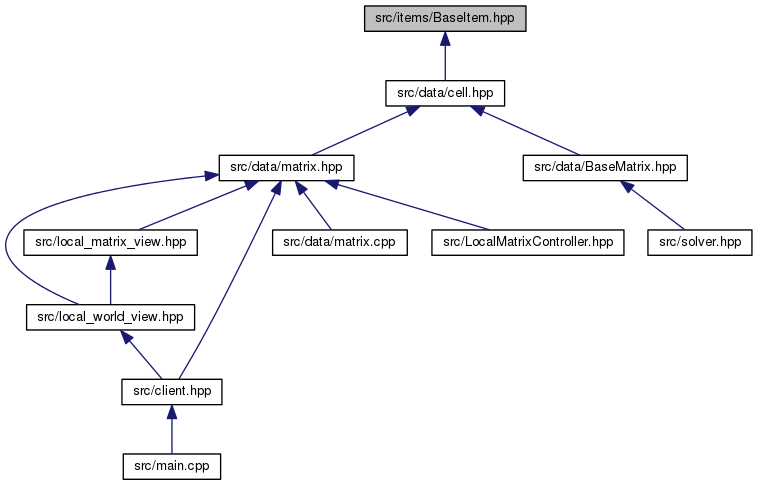 src/items/BaseItem.hpp
src/data/cell.hpp
src/data/matrix.hpp
src/data/BaseMatrix.hpp
src/local_matrix_view.hpp
src/data/matrix.cpp
src/LocalMatrixController.hpp
src/solver.hpp
src/local_world_view.hpp
src/client.hpp
src/main.cpp